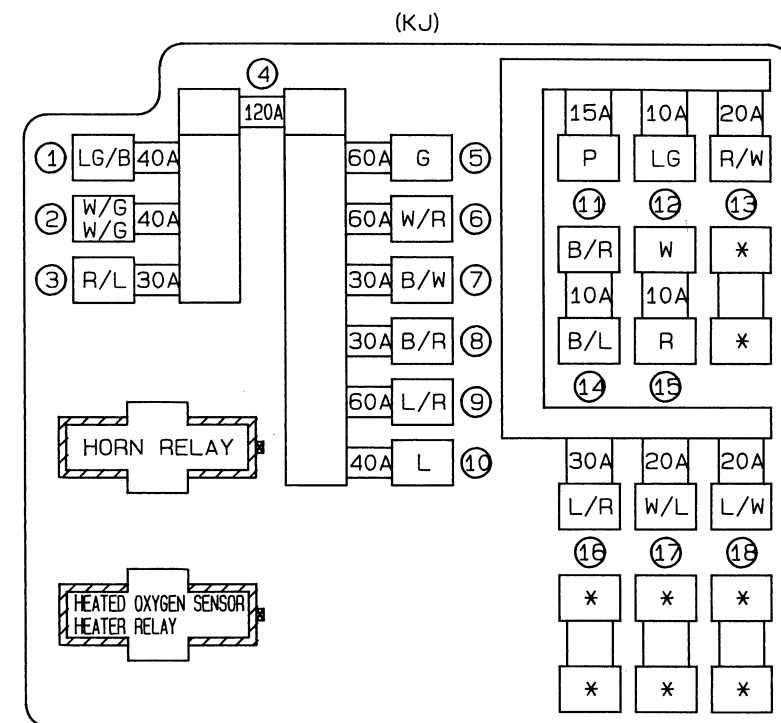 (KJ)
④
120A
① LG/B 40A
② W/G W/G 40A
③ R/L 30A
60A G ⑤
60A W/R ⑥
30A B/W ⑦
30A B/R ⑧
60A L/R ⑨
40A L ⑩
15A 10A 20A
P LG R/W
⑪ ⑫ ⑬
B/R W *
10A 10A
B/L R *
⑭ ⑮
30A 20A 20A
L/R W/L L/W
⑯ ⑰ ⑱
* * *
* * *
HORN RELAY
HEATED OXYGEN SENSOR
HEATER RELAY